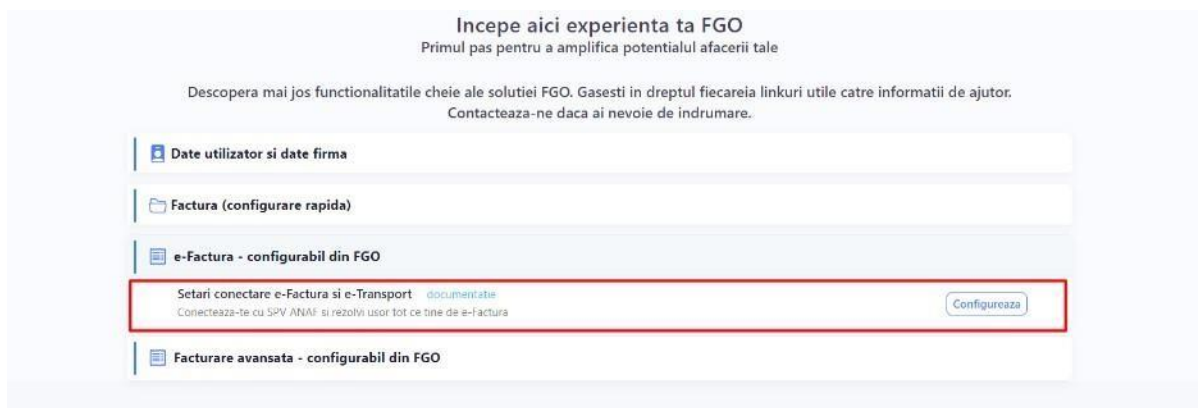 Incepe aici experienta ta FGO
Primul pas pentru a amplifica potentialul afacerii tale
Descopera mai jos functionalitatile cheie ale solutiei FGO. Gasesti in dreptul fiecareia linkuri utile catre informatii de ajutor.
Contacteaza-ne daca ai nevoie de indrumare.
Date utilizator si date firma
Factura (configurare rapida)
e-Factura - configurabil din FGO
Setari conectare e-Factura si e-Transport documentatie
Conecteaza-te cu SPV ANAF si rezolvi usor tot ce tine de e-Factura
Configureaza
Facturare avansata - configurabil din FGO